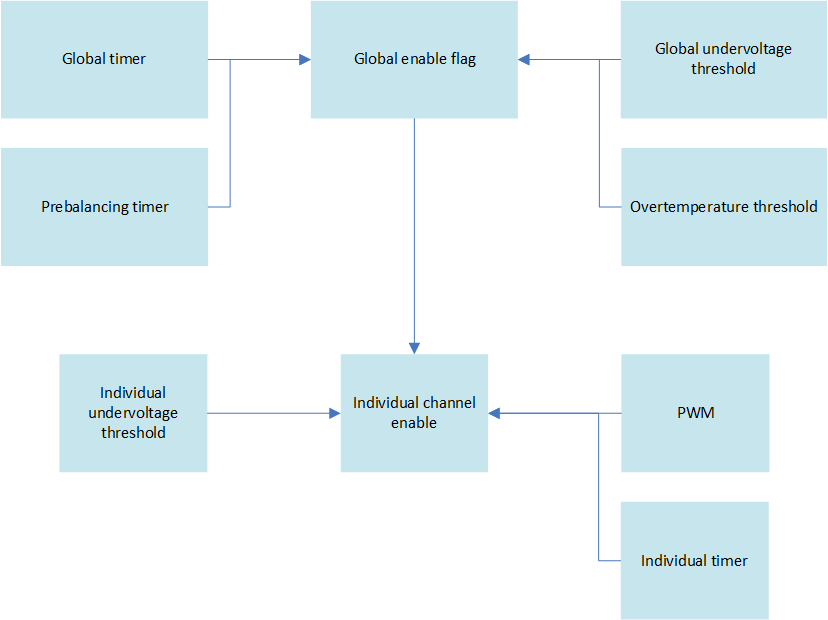 Global timer
Global enable flag
Global undervoltage
threshold
Prebalancing timer
Overtemperature threshold
Individual
undervoltage
threshold
Individual channel
enable
PWM
Individual timer